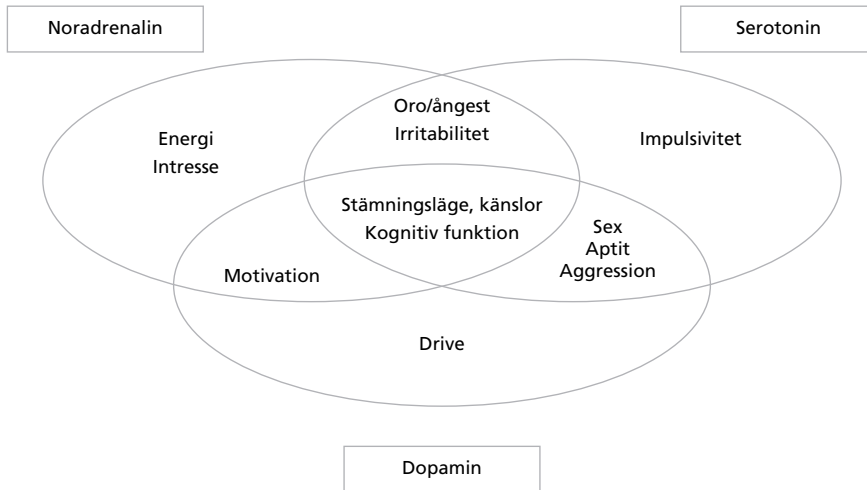 Noradrenalin
Serotonin
Oro/ångest
Irritabilitet
Energi
Intresse
Impulsivitet
Stämningsläge, känslor
Kognitiv funktion
Sex
Aptit
Aggression
Motivation
Drive
Dopamin